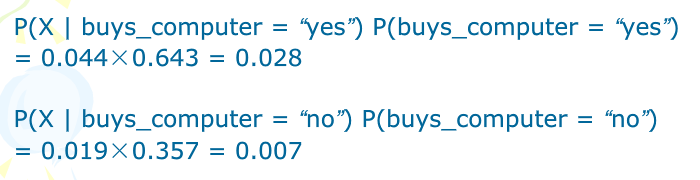 P(X | buys_computer = “yes”) P(buys_computer = “yes”)
= 0.044×0.643 = 0.028
P(X | buys_computer = “no”) P(buys_computer = “no”)
= 0.019×0.357 = 0.007